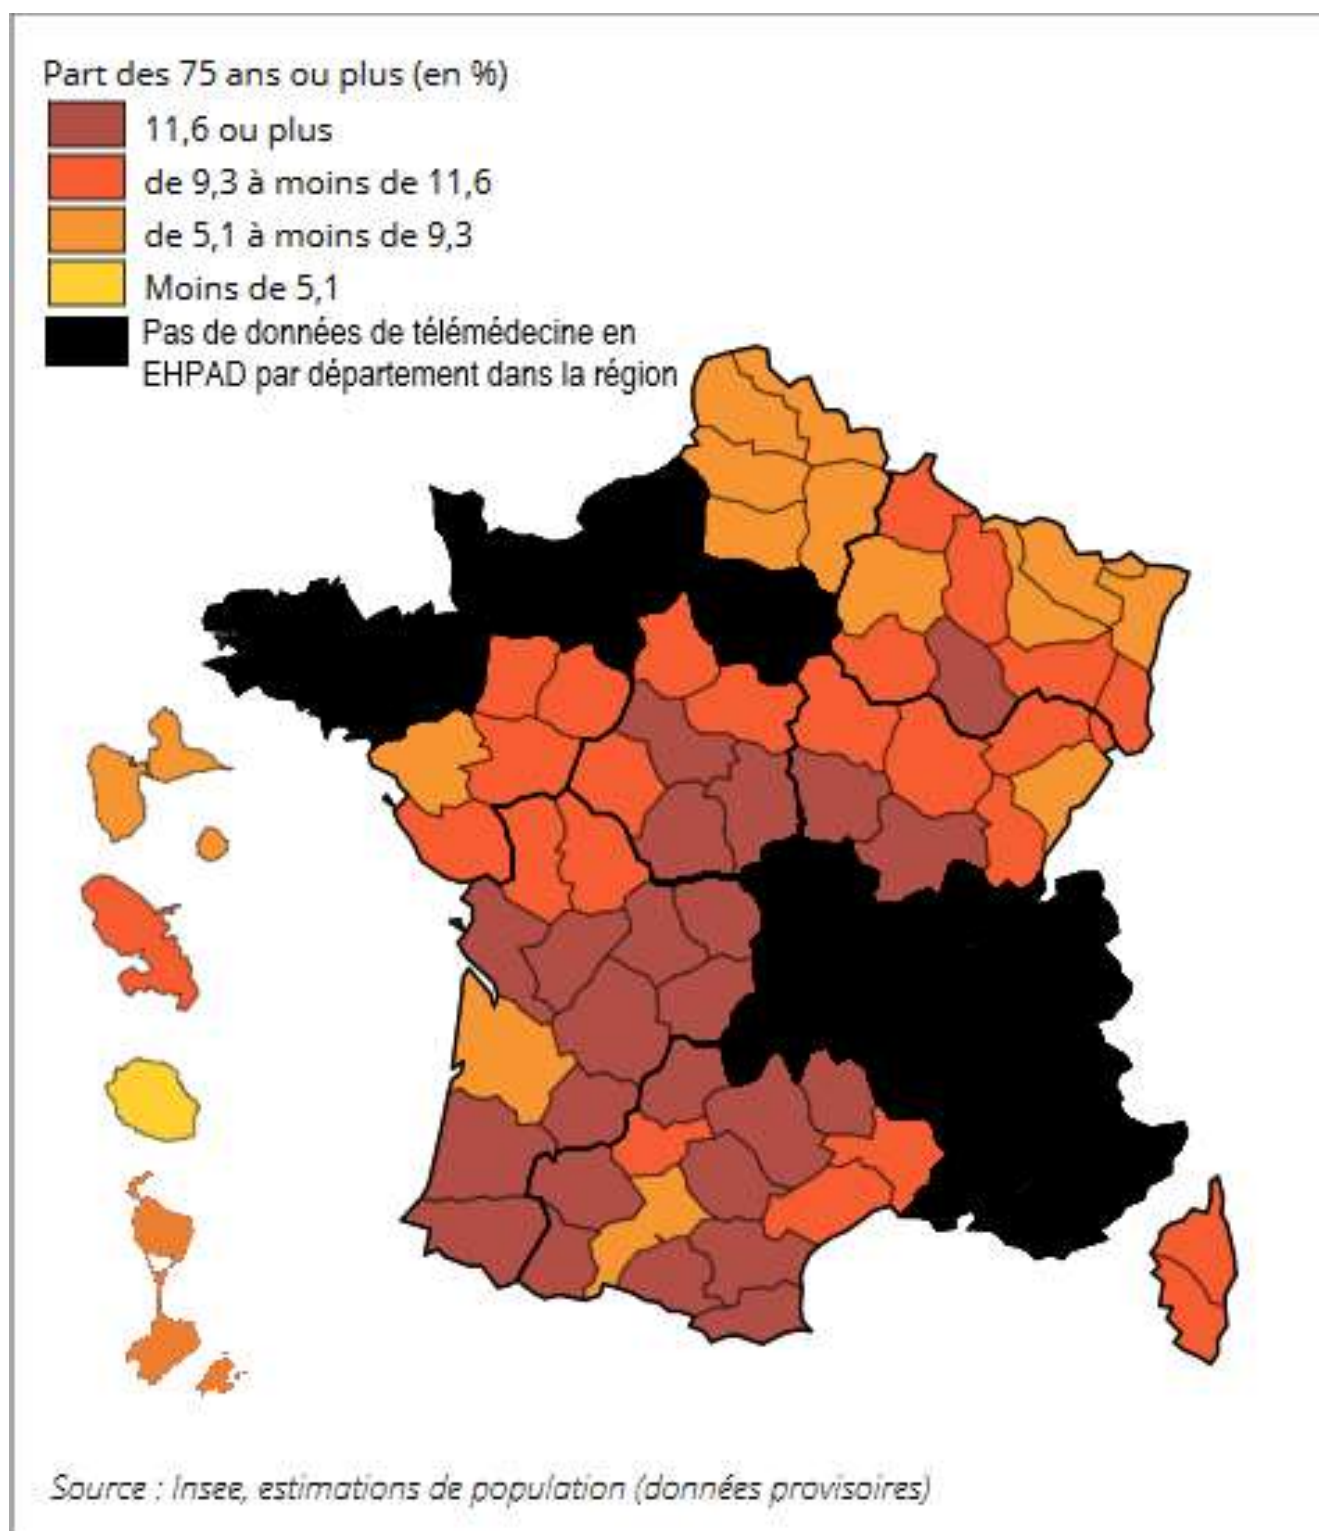 Part des 75 ans ou plus (en %)
11,6 ou plus
de 9,3 à moins de 11,6
de 5,1 à moins de 9,3
Moins de 5,1
Pas de données de télémédecine en
EHPAD par département dans la région
Source : Insee, estimations de population (données provisoires)